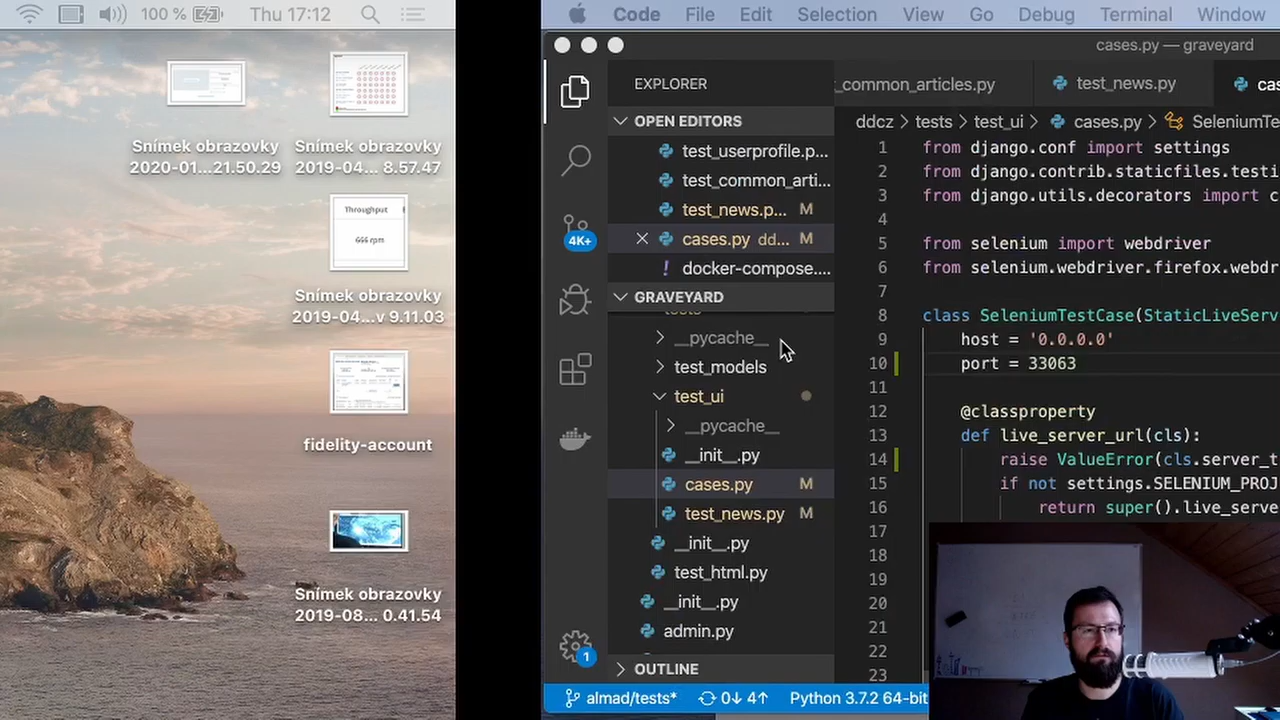 100 %
Thu 17:12
Snímek obrazovky
2020-01...21.50.29
Snímek obrazovky
2019-04... 8.57.47
Throughput
666 rpm
Snímek obrazovky
2019-04...v 9.11.03
fidelity-account
Snímek obrazovky
2019-08... 0.41.54
Code File Edit Selection View Go Debug Terminal Window
cases.py — graveyard
EXPLORER
OPEN EDITORS
test_userprofile.p...
test_common_arti...
test_news.p... M
cases.py dd... M
docker-compose....
GRAVEYARD
__pycache__
test_models
test_ui
__pycache__
__init__.py
cases.py M
test_news.py M
__init__.py
test_html.py
__init__.py
admin.py
OUTLINE
4K+
1
almad/tests* 0↓ 4↑ Python 3.7.2 64-bit
_common_articles.py test_news.py cas
ddcz > tests > test_ui > cases.py > SeleniumTe
1 from django.conf import settings
2 from django.contrib.staticfiles.testi
3 from django.utils.decorators import c
4
5 from selenium import webdriver
6 from selenium.webdriver.firefox.webdr
7
8 class SeleniumTestCase(StaticLiveServ
9 host = '0.0.0.0'
10 port = 33063
11
12 @classproperty
13 def live_server_url(cls):
14 raise ValueError(cls.server_t
15 if not settings.SELENIUM_PROJ
16 return super().live_serve
17
18
19
20
21
22
23